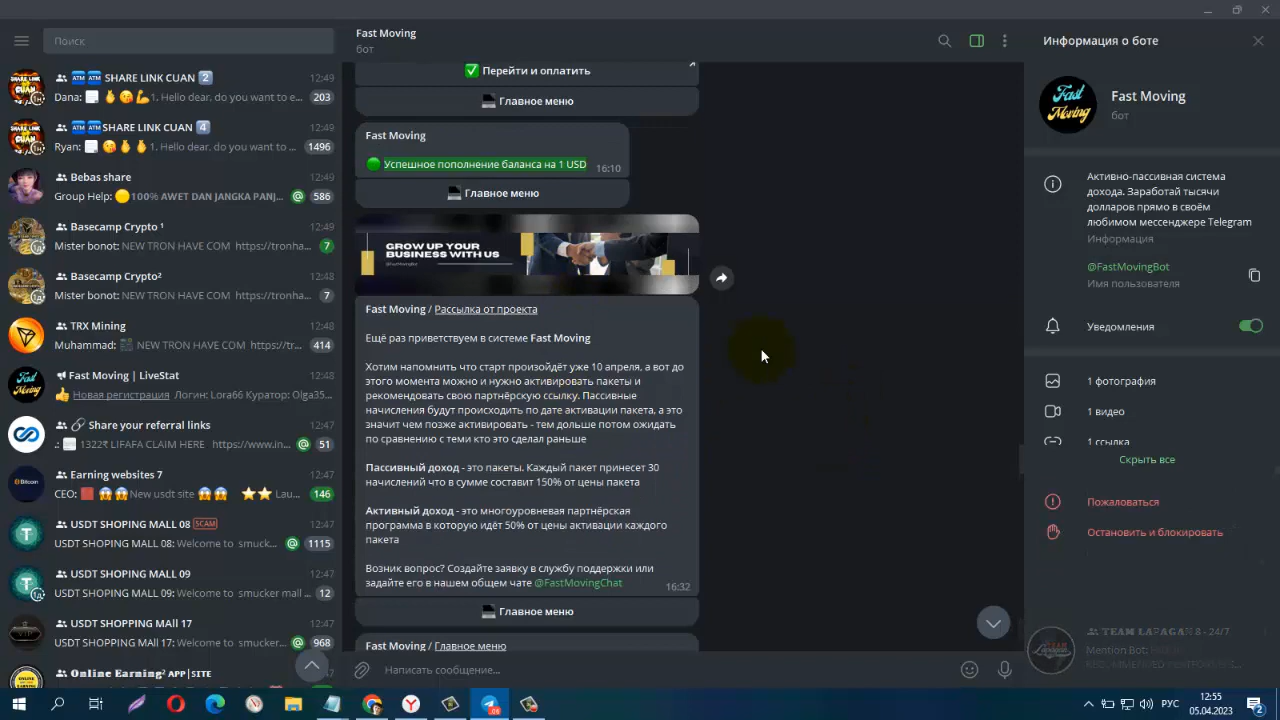 Поиск
SHARE LINK CUAN 2 12:49
Dana: 1. Hello dear, do you want to e... 203
SHARE LINK CUAN 4 12:49
Ryan: 1. Hello dear, do you want to ... 1496
Bebas share 12:49
Group Help: 100% AWET DAN JANGKA PANJ... @ 586
Basecamp Crypto ¹ 12:49
Mister bonot: NEW TRON HAVE COM https://tronha... 7
Basecamp Crypto² 12:48
Mister bonot: NEW TRON HAVE COM https://tronh... 7
TRX Mining 12:48
Muhammad: NEW TRON HAVE COM https://tr... 414
Fast Moving | LiveStat 12:48
Новая регистрация Логин: Lora66 Куратор: Olga35...
Share your referral links 12:47
.: 1322₹ LIFAFA CLAIM HERE https://www.in... @ 51
Earning websites 7 12:47
CEO: New usdt site Lau... 146
USDT SHOPING MALL 08 SCAM 12:47
USDT SHOPING MALL 08: Welcome to smuck... @ 1115
USDT SHOPING MALL 09 12:47
USDT SHOPING MALL 09: Welcome to smucker mall ... 12
USDT SHOPPING MAll 17 12:47
USDT SHOPPING MAll 17: Welcome to smucker... @ 968
Online Earning² APP|SITE
Fast Moving
бот
Перейти и оплатить
Главное меню
Fast Moving
Успешное пополнение баланса на 1 USD 16:10
Главное меню
GROW UP YOUR
BUSINESS WITH US
Fast Moving / Рассылка от проекта
Ещё раз приветствуем в системе Fast Moving
Хотим напомнить что старт произойдёт уже 10 апреля, а вот до
этого момента можно и нужно активировать пакеты и
рекомендовать свою партнёрскую ссылку. Пассивные
начисления будут происходить по дате активации пакета, а это
значит чем позже активировать - тем дольше потом ожидать
по сравнению с теми кто это сделал раньше
Пассивный доход - это пакеты. Каждый пакет принесет 30
начислений что в сумме составит 150% от цены пакета
Активный доход - это многоуровневая партнёрская
программа в которую идёт 50% от цены активации каждого
пакета
Возник вопрос? Создайте заявку в службу поддержки или
задайте его в нашем общем чате @FastMovingChat
16:32
Главное меню
Fast Moving / Главное меню
Написать сообщение...
Информация о боте
Fast Moving
Fast Moving
бот
Активно-пассивная система
дохода. Заработай тысячи
долларов прямо в своём
любимом мессенджере Telegram
Информация
@FastMovingBot
Имя пользователя
Уведомления
1 фотография
1 видео
1 ссылка
Скрыть все
Пожаловаться
Остановить и блокировать
TEAM LAPAGAN 8 - 24/7
Mention Bot:
РУС
12:55
05.04.2023
2